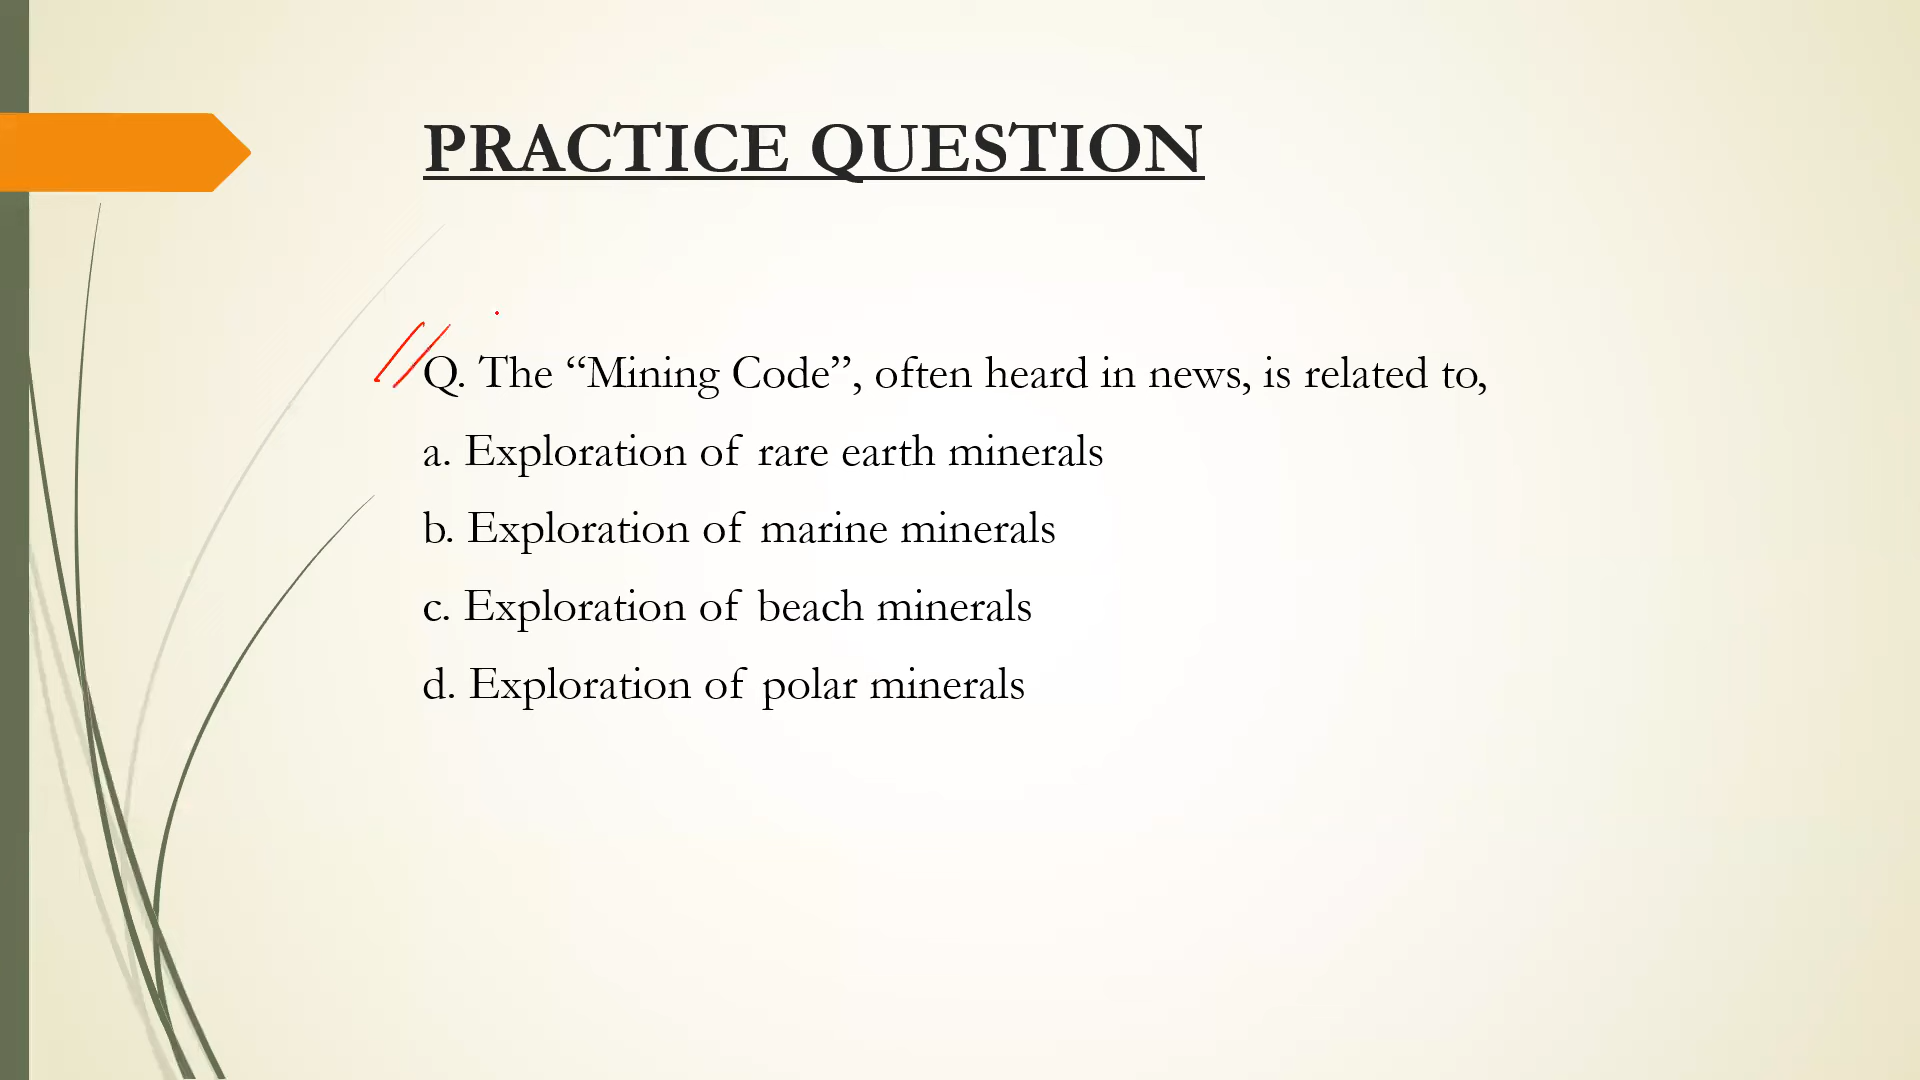 PRACTICE QUESTION
Q. The “Mining Code”, often heard in news, is related to,
a. Exploration of rare earth minerals
b. Exploration of marine minerals
c. Exploration of beach minerals
d. Exploration of polar minerals